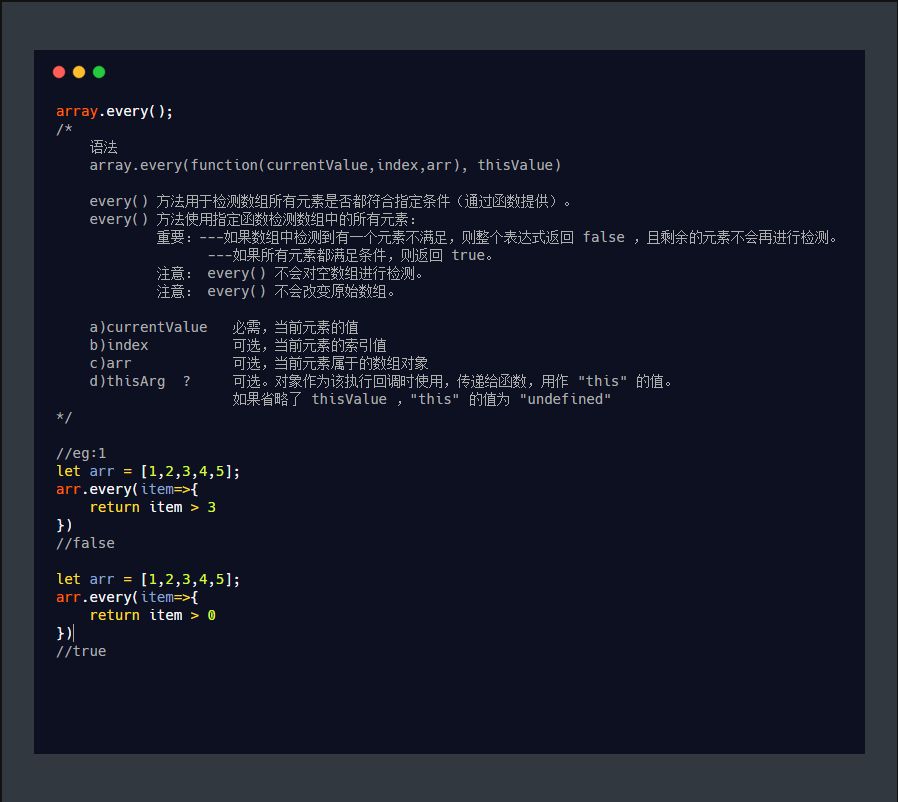 array.every();
/*
语法
array.every(function(currentValue,index,arr), thisValue)
every() 方法用于检测数组所有元素是否都符合指定条件（通过函数提供）。
every() 方法使用指定函数检测数组中的所有元素：
重要：---如果数组中检测到有一个元素不满足，则整个表达式返回 false ，且剩余的元素不会再进行检测。
---如果所有元素都满足条件，则返回 true。
注意： every() 不会对空数组进行检测。
注意： every() 不会改变原始数组。
a)currentValue 必需，当前元素的值
b)index 可选，当前元素的索引值
c)arr 可选，当前元素属于的数组对象
d)thisArg ? 可选。对象作为该执行回调时使用，传递给函数，用作 "this" 的值。
如果省略了 thisValue ，"this" 的值为 "undefined"
*/
//eg:1
let arr = [1,2,3,4,5];
arr.every(item=>{
return item > 3
})
//false
let arr = [1,2,3,4,5];
arr.every(item=>{
return item > 0
})
//true